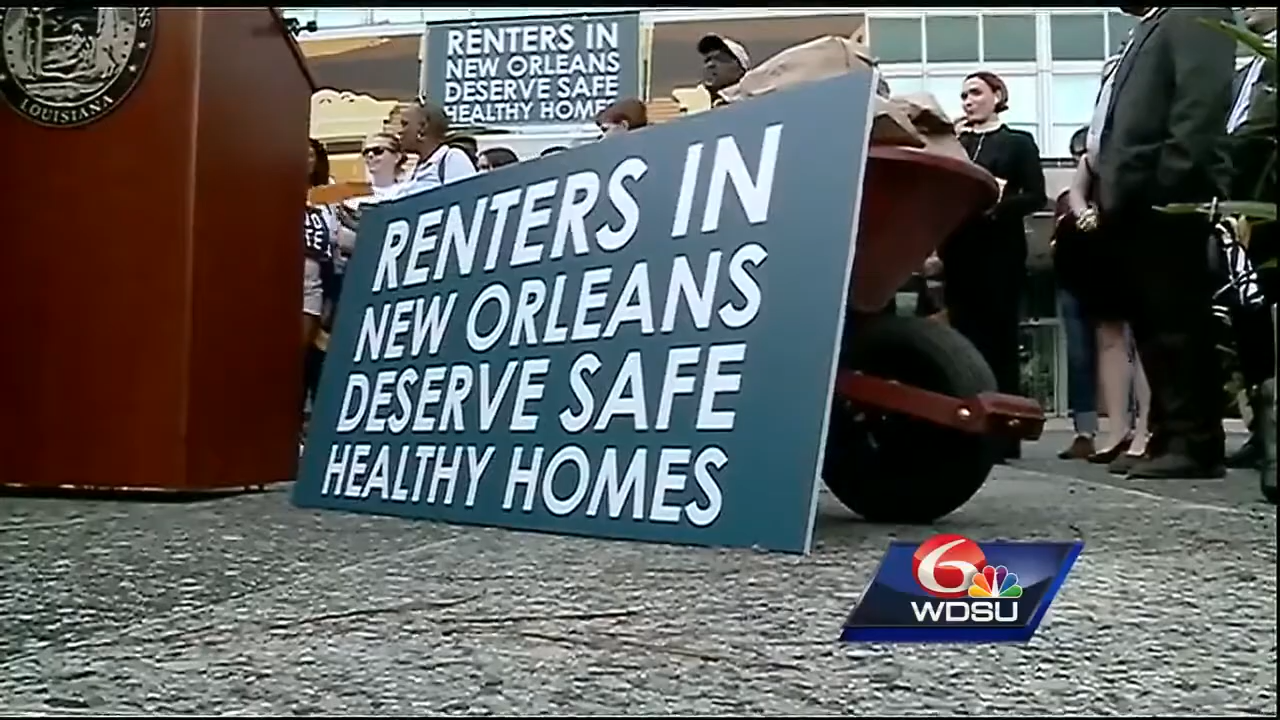 LOUISIANA
RENTERS IN
NEW ORLEANS
DESERVE SAFE
HEALTHY HOMES
RENTERS IN
NEW ORLEANS
DESERVE SAFE
HEALTHY HOMES
6
WDSU